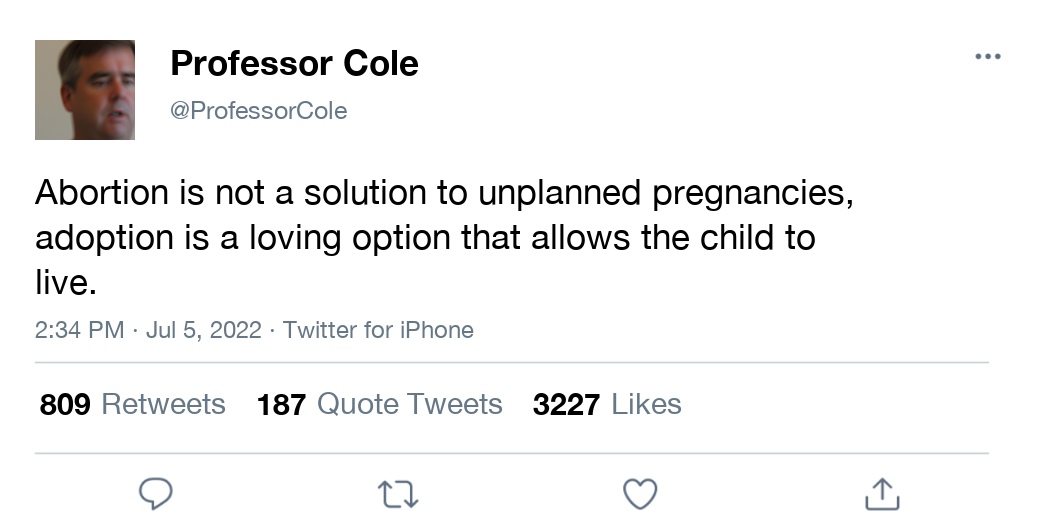 Professor Cole
@ProfessorCole
Abortion is not a solution to unplanned pregnancies,
adoption is a loving option that allows the child to
live.
2:34 PM · Jul 5, 2022 · Twitter for iPhone
809 Retweets 187 Quote Tweets 3227 Likes